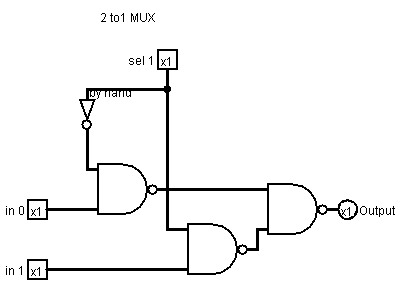 2 to1 MUX
sel 1 x1
by hand
in 0 x1
x1 Output
in 1 x1